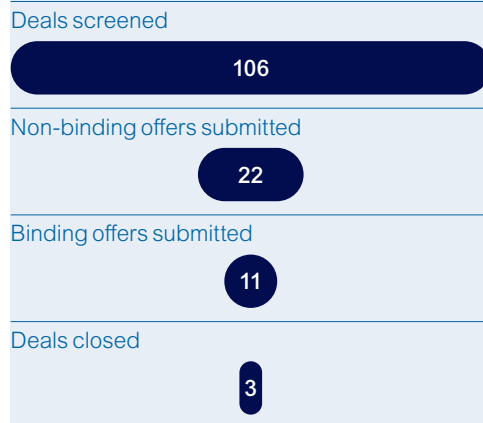 Deals screened
106
Non-binding offers submitted
22
Binding offers submitted
11
Deals closed
3